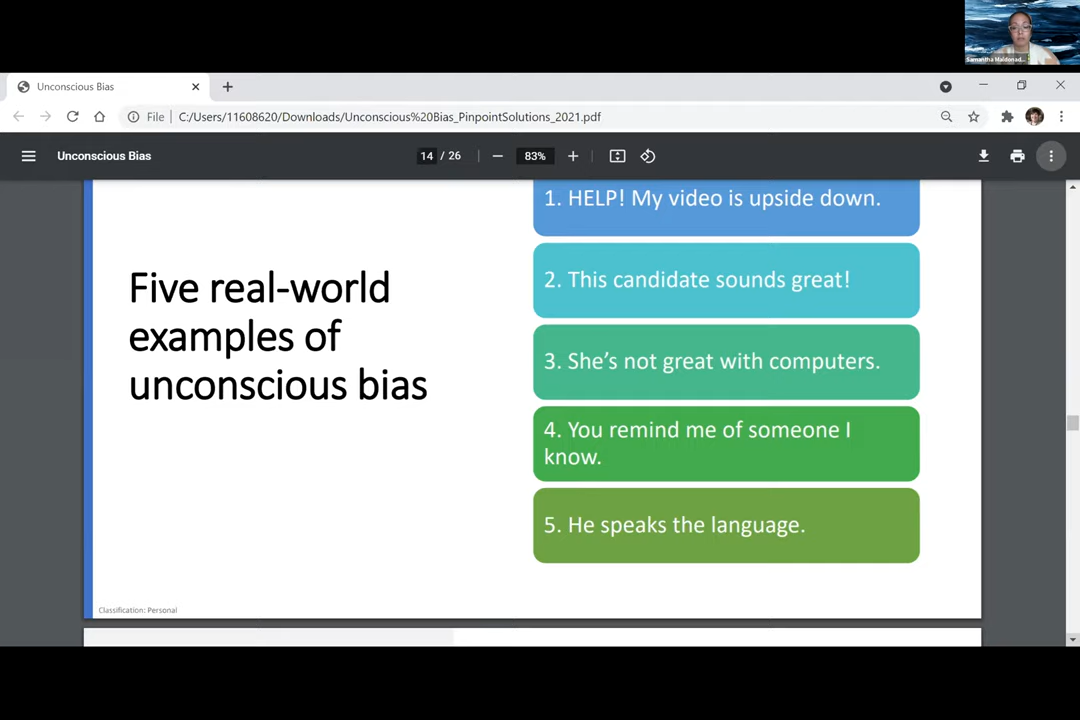 Samantha Maldonad...
Unconscious Bias
File
C:/Users/11608620/Downloads/Unconscious%20Bias_PinpointSolutions_2021.pdf
Unconscious Bias
14 / 26
83%
1. HELP! My video is upside down.
Five real-world
examples of
unconscious bias
2. This candidate sounds great!
3. She's not great with computers.
4. You remind me of someone I
know.
5. He speaks the language.
Classification: Personal